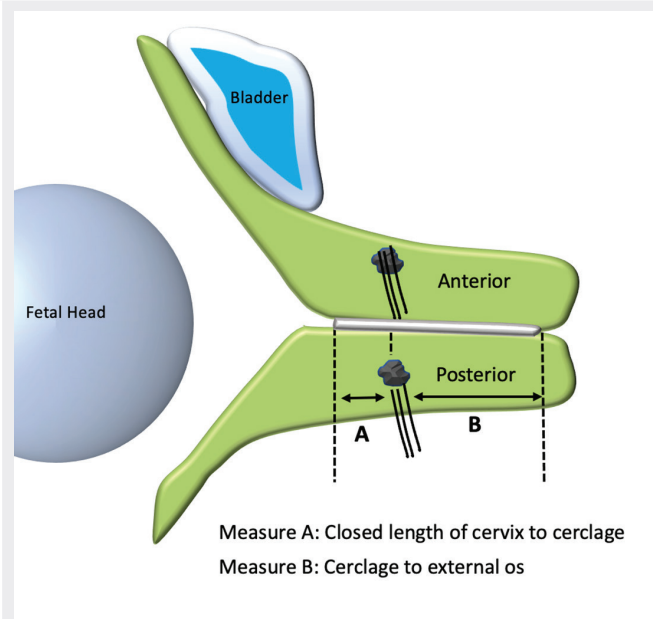 Bladder
Anterior
Fetal Head
Posterior
A
B
Measure A: Closed length of cervix to cerclage
Measure B: Cerclage to external os